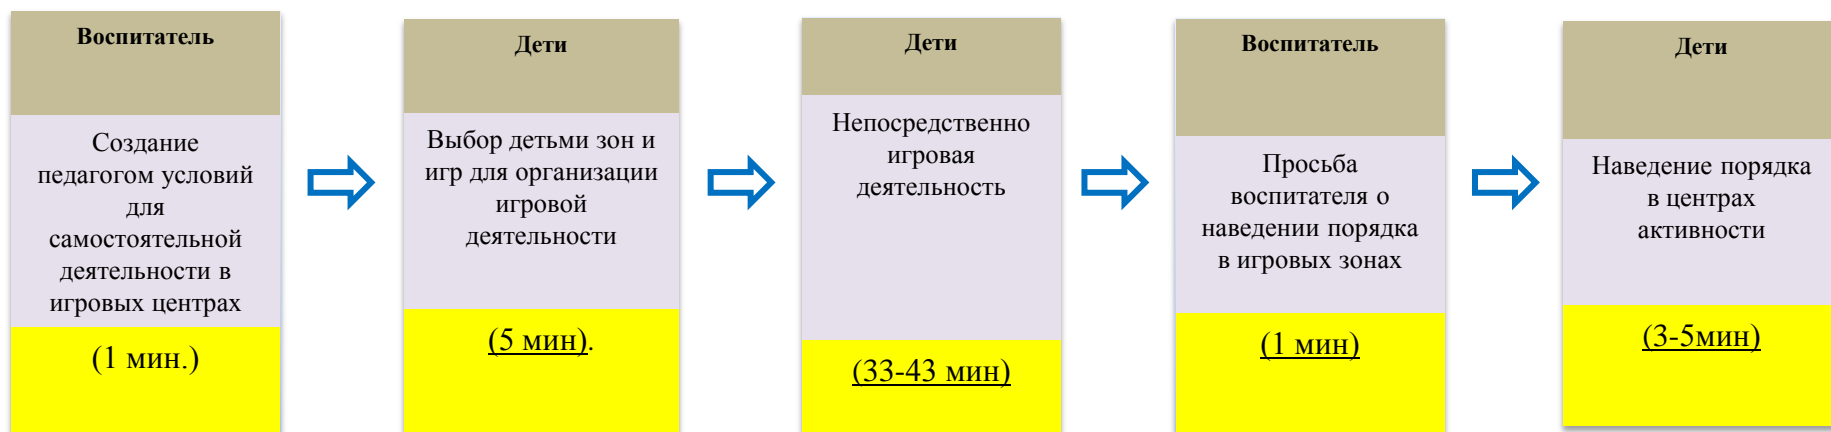 Воспитатель
Создание
педагогом условий
для
самостоятельной
деятельности в
игровых центрах
(1 мин.)
Дети
Выбор детьми зон и
игр для организации
игровой
деятельности
(5 мин).
Дети
Непосредственно
игровая
деятельность
(33-43 мин)
Воспитатель
Просьба
воспитателя о
наведении порядка
в игровых зонах
(1 мин)
Дети
Наведение порядка
в центрах
активности
(3-5мин)